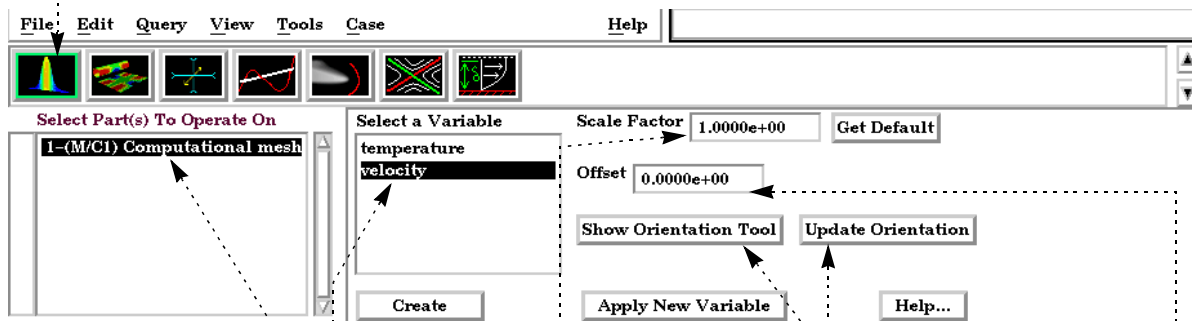 File Edit Query View Tools Case Help
Select Part(s) To Operate On
1-(M/C1) Computational mesh
Select a Variable
temperature
velocity
Scale Factor 1.0000e+00 Get Default
Offset 0.0000e+00
Show Orientation Tool Update Orientation
Create Apply New Variable Help...